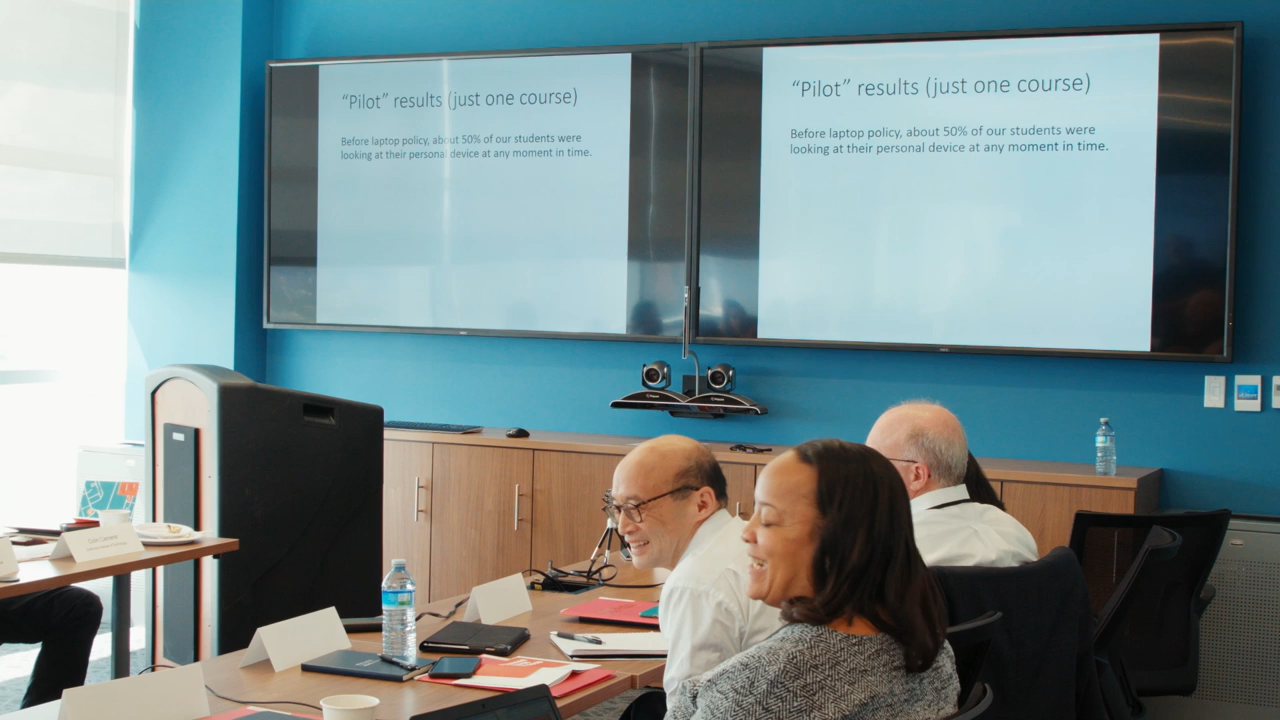 “Pilot” results (just one course)
Before laptop policy, about 50% of our students were
looking at their personal device at any moment in time.
“Pilot” results (just one course)
Before laptop policy, about 50% of our students were
looking at their personal device at any moment in time.